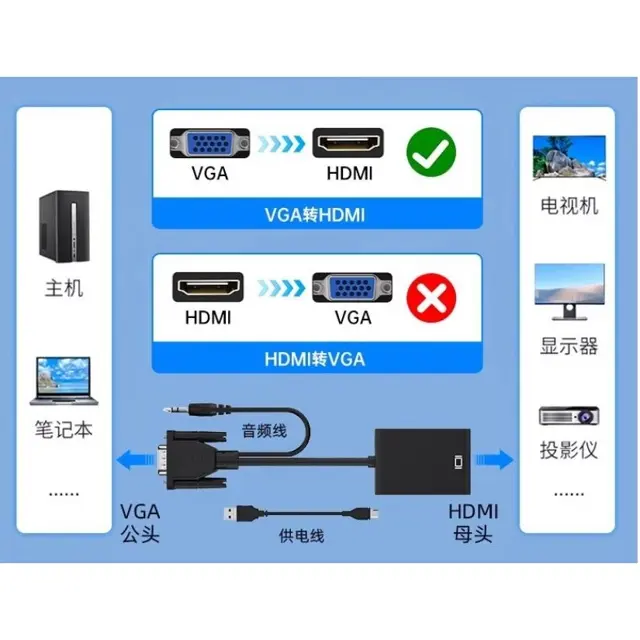 主机
笔记本
......
VGA
HDMI
VGA转HDMI
HDMI
VGA
HDMI转VGA
音频线
供电线
VGA
公头
HDMI
母头
电视机
显示器
投影仪
......